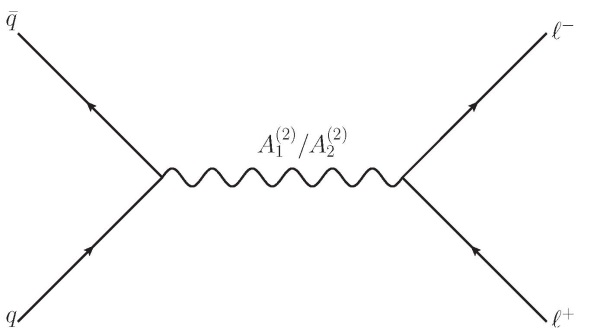 q̄ ℓ⁻
A₁⁽²⁾/A₂⁽²⁾
q ℓ⁺